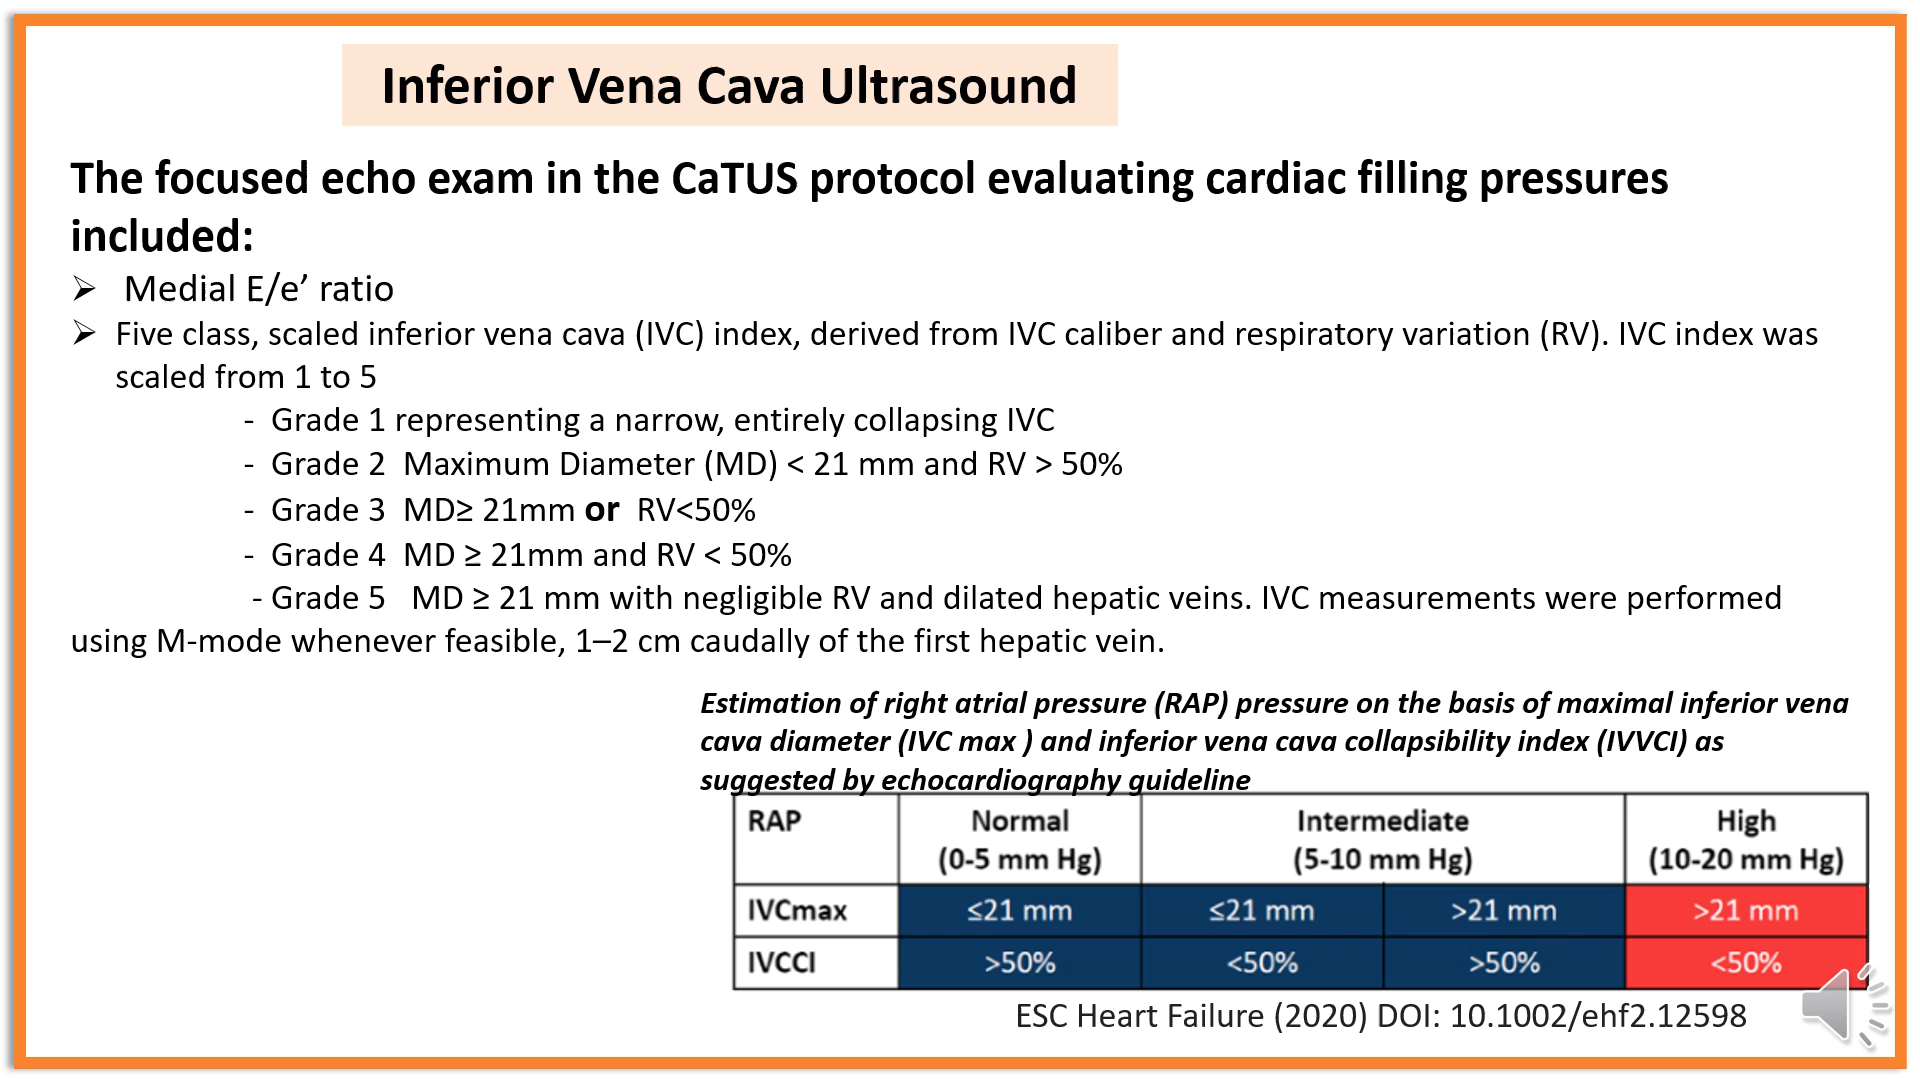 Inferior Vena Cava Ultrasound
The focused echo exam in the CaTUS protocol evaluating cardiac filling pressures
included:
➢ Medial E/e’ ratio
➢ Five class, scaled inferior vena cava (IVC) index, derived from IVC caliber and respiratory variation (RV). IVC index was
scaled from 1 to 5
- Grade 1 representing a narrow, entirely collapsing IVC
- Grade 2 Maximum Diameter (MD) < 21 mm and RV > 50%
- Grade 3 MD≥ 21mm or RV<50%
- Grade 4 MD ≥ 21mm and RV < 50%
- Grade 5 MD ≥ 21 mm with negligible RV and dilated hepatic veins. IVC measurements were performed
using M-mode whenever feasible, 1–2 cm caudally of the first hepatic vein.
Estimation of right atrial pressure (RAP) pressure on the basis of maximal inferior vena
cava diameter (IVC max ) and inferior vena cava collapsibility index (IVVCI) as
suggested by echocardiography guideline
RAP Normal Intermediate High
(0-5 mm Hg) (5-10 mm Hg) (10-20 mm Hg)
IVCmax ≤21 mm ≤21 mm >21 mm >21 mm
IVCCI >50% <50% >50% <50%
ESC Heart Failure (2020) DOI: 10.1002/ehf2.12598